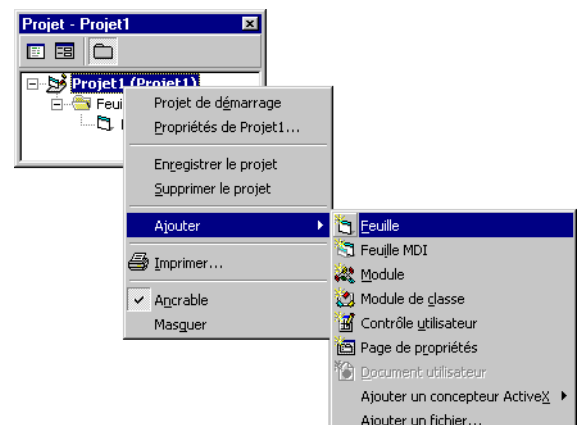 Projet - Projet1
Projet1 (Projet1)
Feui
Projet de démarrage
Propriétés de Projet1...
Enregistrer le projet
Supprimer le projet
Ajouter
Imprimer...
Ancrable
Masquer
Feuille
Feuille MDI
Module
Module de classe
Contrôle utilisateur
Page de propriétés
Document utilisateur
Ajouter un concepteur ActiveX
Ajouter un fichier...